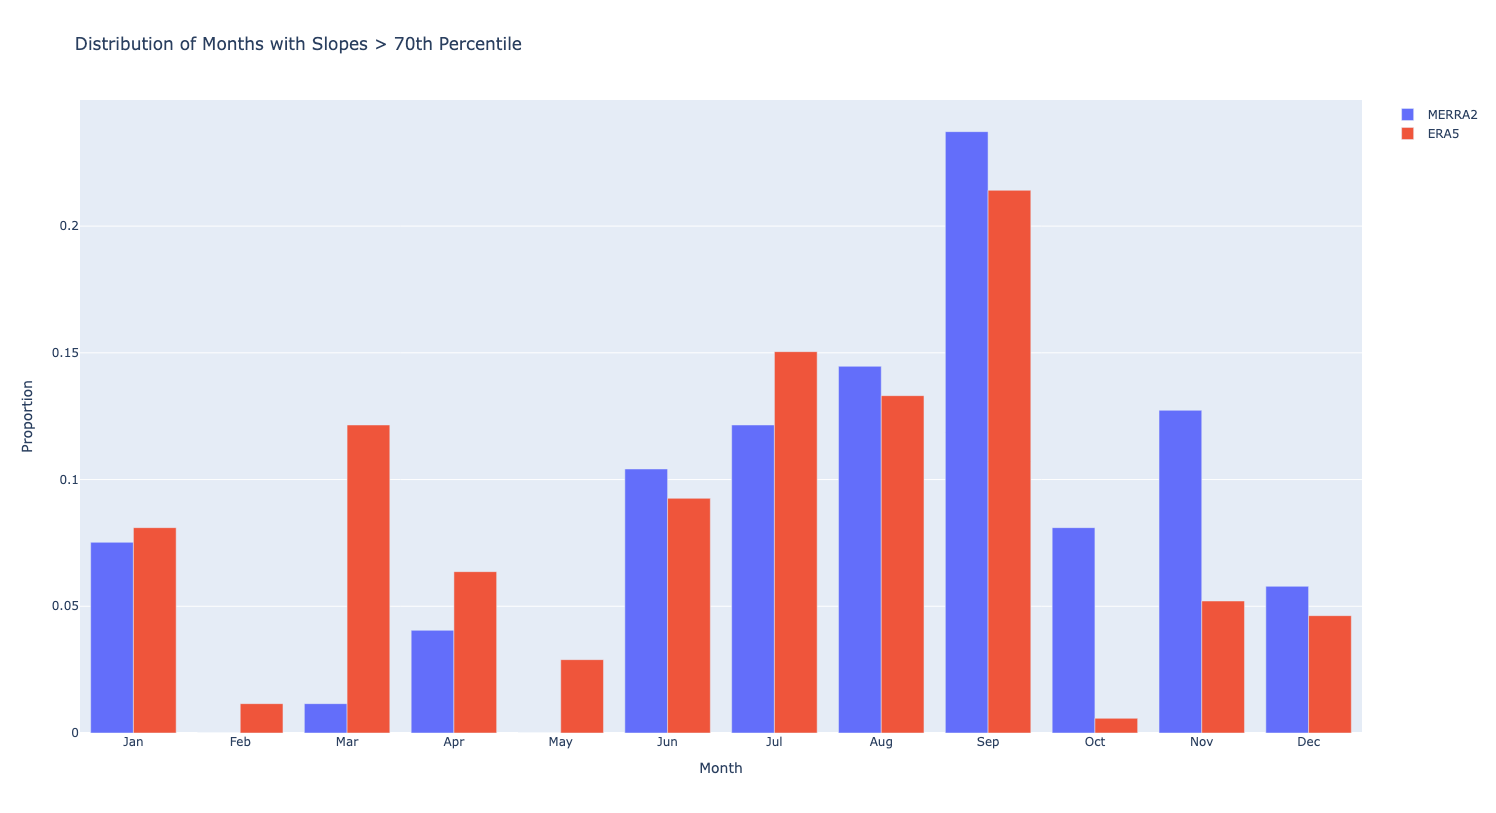 Distribution of Months with Slopes > 70th Percentile
MERRA2
ERA5
Proportion
0.2
0.15
0.1
0.05
0
Jan Feb Mar Apr May Jun Jul Aug Sep Oct Nov Dec
Month